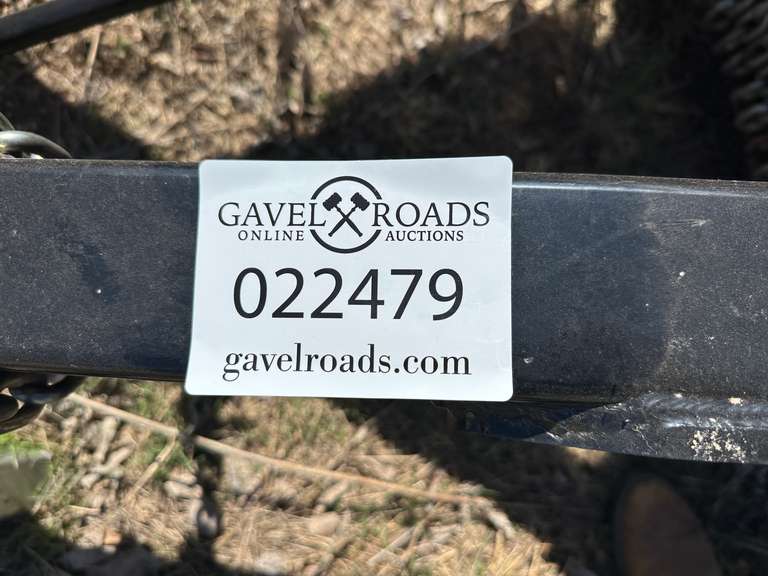 GAVEL ROADS
ONLINE AUCTIONS
022479
gavelroads.com